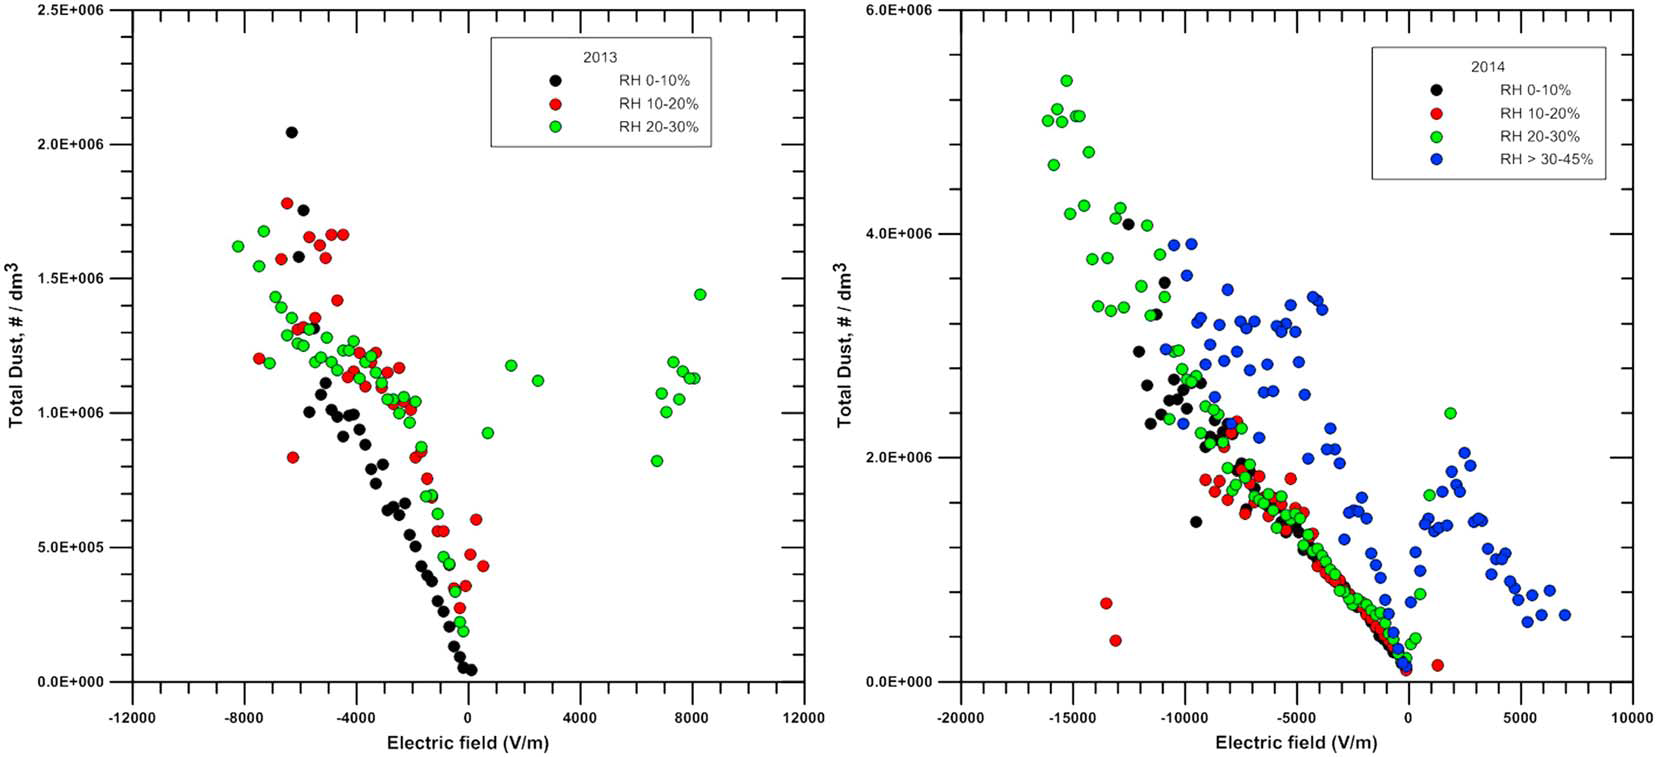 2.5E+006
2.0E+006
1.5E+006
1.0E+006
5.0E+005
0.0E+000
Total Dust, # / dm3
-12000 -8000 -4000 0 4000 8000 12000
Electric field (V/m)
2013
RH 0-10%
RH 10-20%
RH 20-30%
6.0E+006
4.0E+006
2.0E+006
0.0E+000
Total Dust, # / dm3
-20000 -15000 -10000 -5000 0 5000 10000
Electric field (V/m)
2014
RH 0-10%
RH 10-20%
RH 20-30%
RH > 30-45%